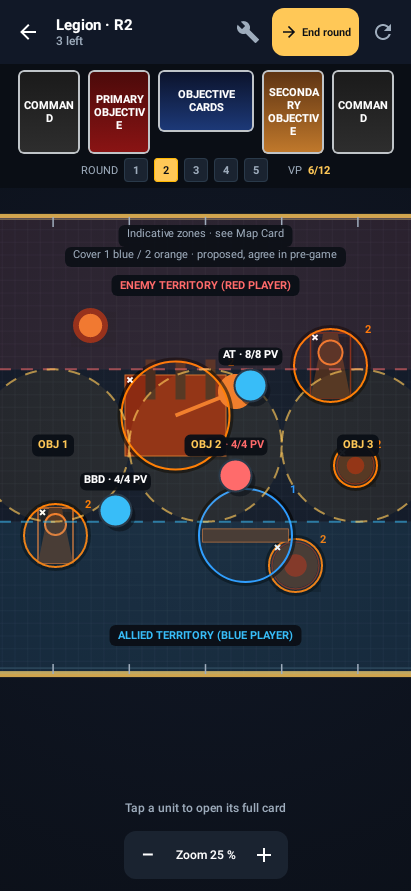 Legion · R2
3 left
End round
COMMAN
D
PRIMARY
OBJECTIV
E
OBJECTIVE
CARDS
SECONDA
RY
OBJECTIV
E
COMMAN
D
ROUND 1 2 3 4 5 VP 6/12
Indicative zones · see Map Card
Cover 1 blue / 2 orange · proposed, agree in pre-game
ENEMY TERRITORY (RED PLAYER)
2
AT · 8/8 PV
OBJ 1
OBJ 2 · 4/4 PV
OBJ 3
BBD · 4/4 PV
1
2
2
ALLIED TERRITORY (BLUE PLAYER)
Tap a unit to open its full card
− Zoom 25 % +